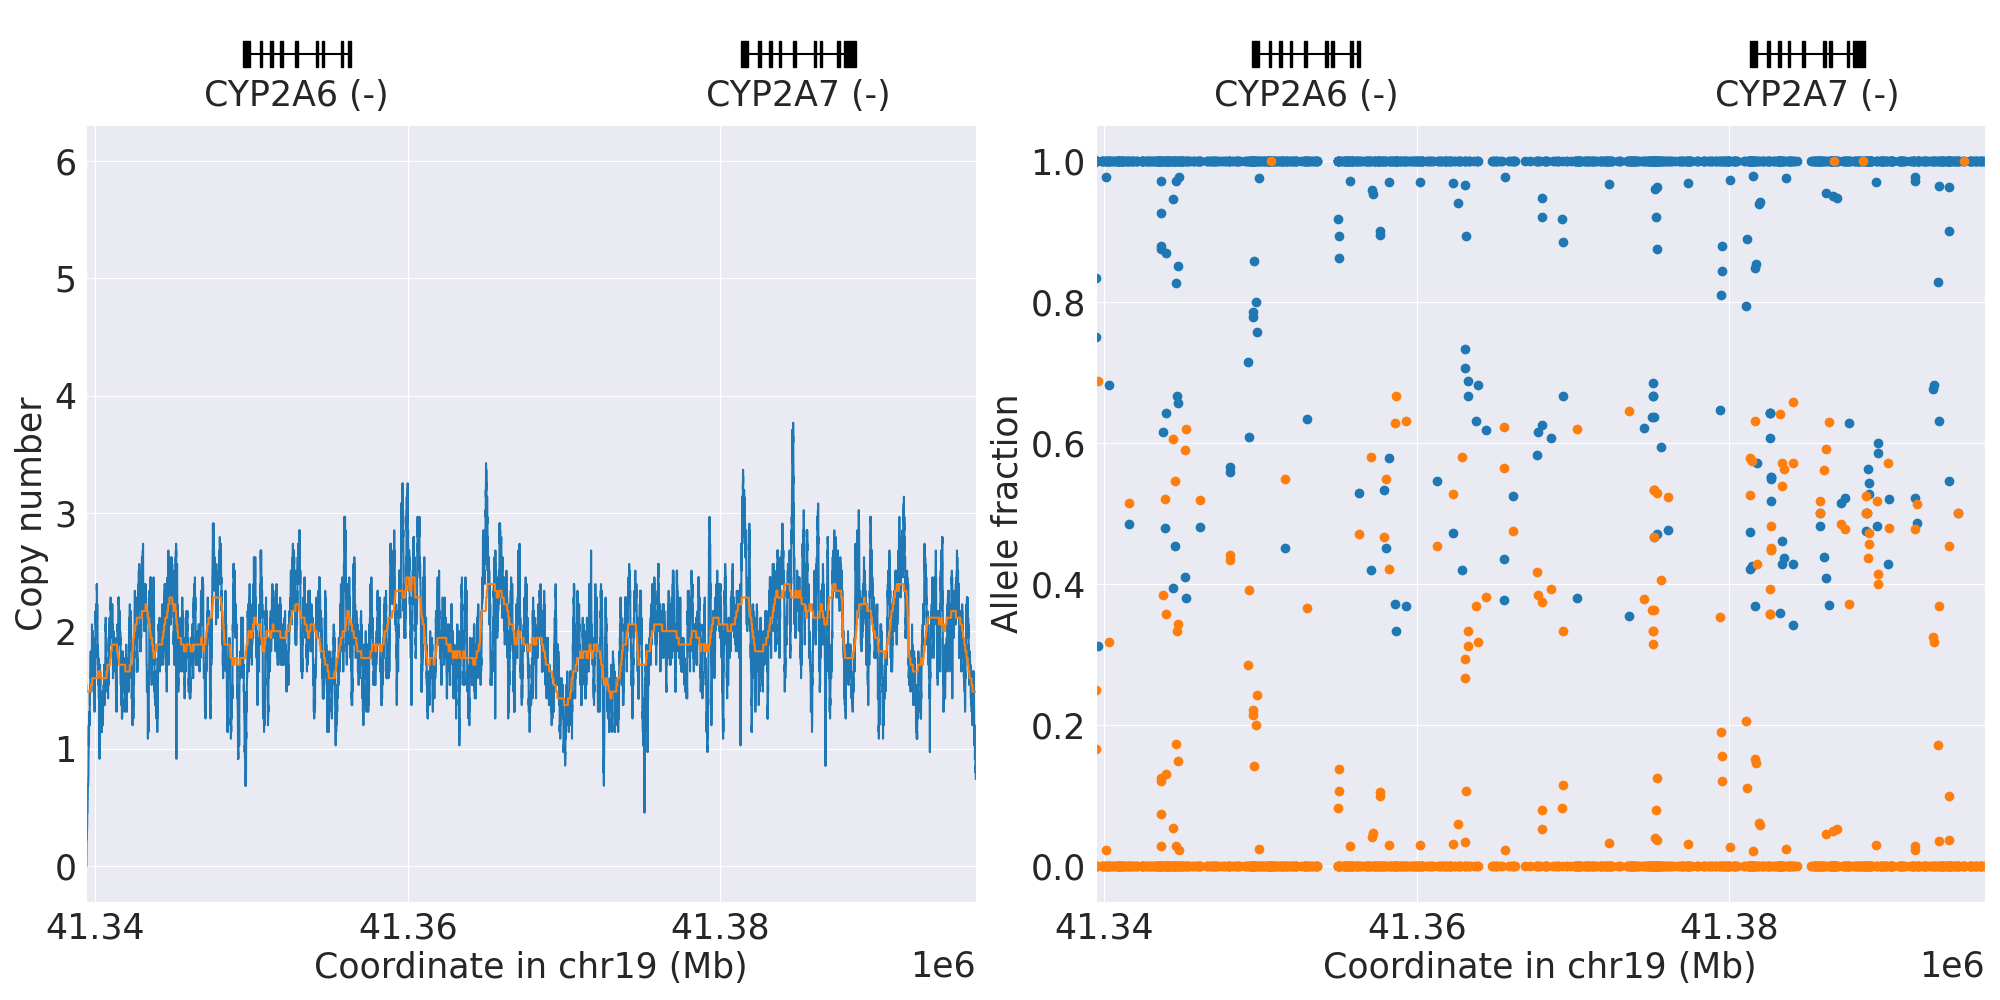 CYP2A6 (-)
CYP2A7 (-)
6
5
4
3
2
1
0
Copy number
41.34
41.36
41.38
Coordinate in chr19 (Mb)
1e6
CYP2A6 (-)
CYP2A7 (-)
1.0
0.8
0.6
0.4
0.2
0.0
Allele fraction
41.34
41.36
41.38
Coordinate in chr19 (Mb)
1e6